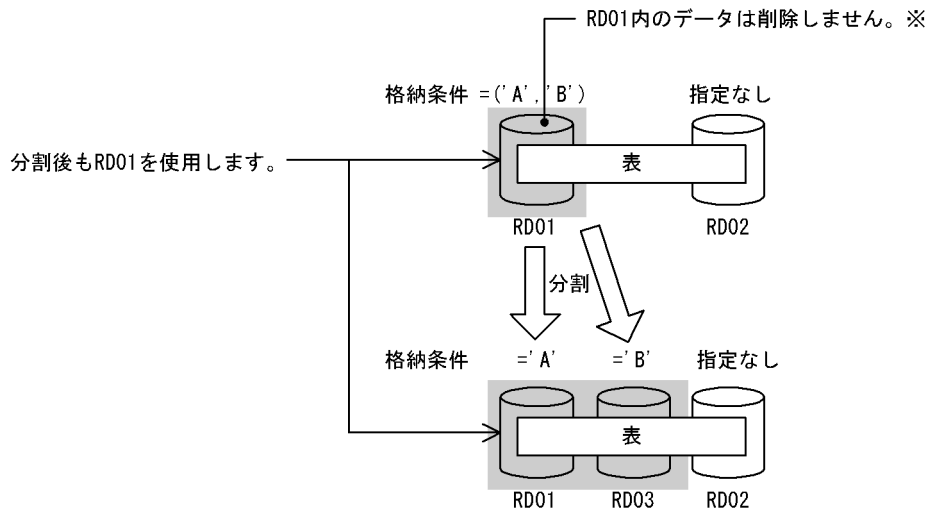 RD01内のデータは削除しません。※
格納条件 =('A','B')
指定なし
分割後もRD01を使用します。
表
RD01
RD02
分割
格納条件
='A'
='B'
指定なし
表
RD01
RD03
RD02